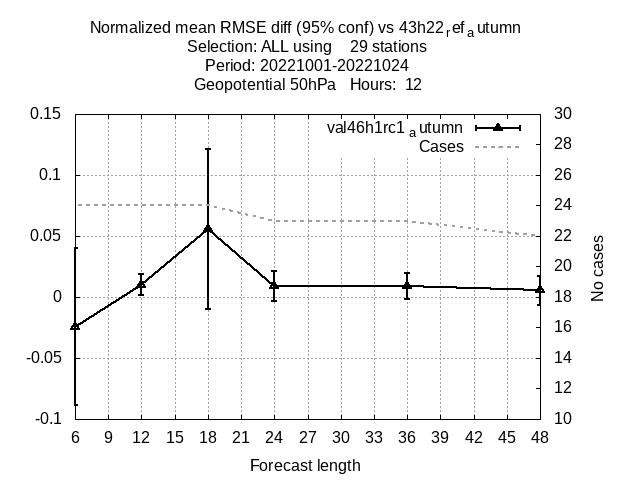 Normalized mean RMSE diff (95% conf) vs 43h22refautumn
Selection: ALL using 29 stations
Period: 20221001-20221024
Geopotential 50hPa Hours: 12
val46h1rc1autumn
Cases
0.15
0.1
0.05
0
-0.05
-0.1
30
28
26
24
22
20
18
16
14
12
10
No cases
6 9 12 15 18 21 24 27 30 33 36 39 42 45 48
Forecast length